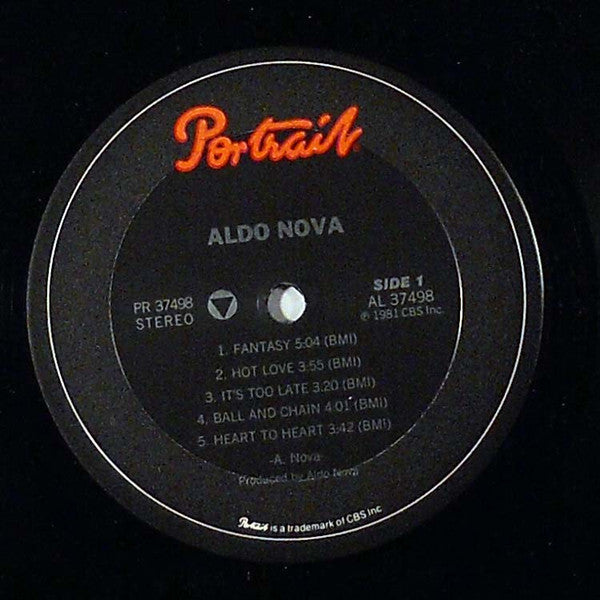 Portrait
ALDO NOVA
PR 37498
STEREO
SIDE 1
AL 37498
℗ 1981 CBS Inc.
1. FANTASY 5:04 (BMI)
2. HOT LOVE 3:55 (BMI)
3. IT'S TOO LATE 3:20 (BMI)
4. BALL AND CHAIN 4:01 (BMI)
5. HEART TO HEART 3:42 (BMI)
-A. Nova-
Produced by Aldo Nova
Portrait is a trademark of CBS Inc